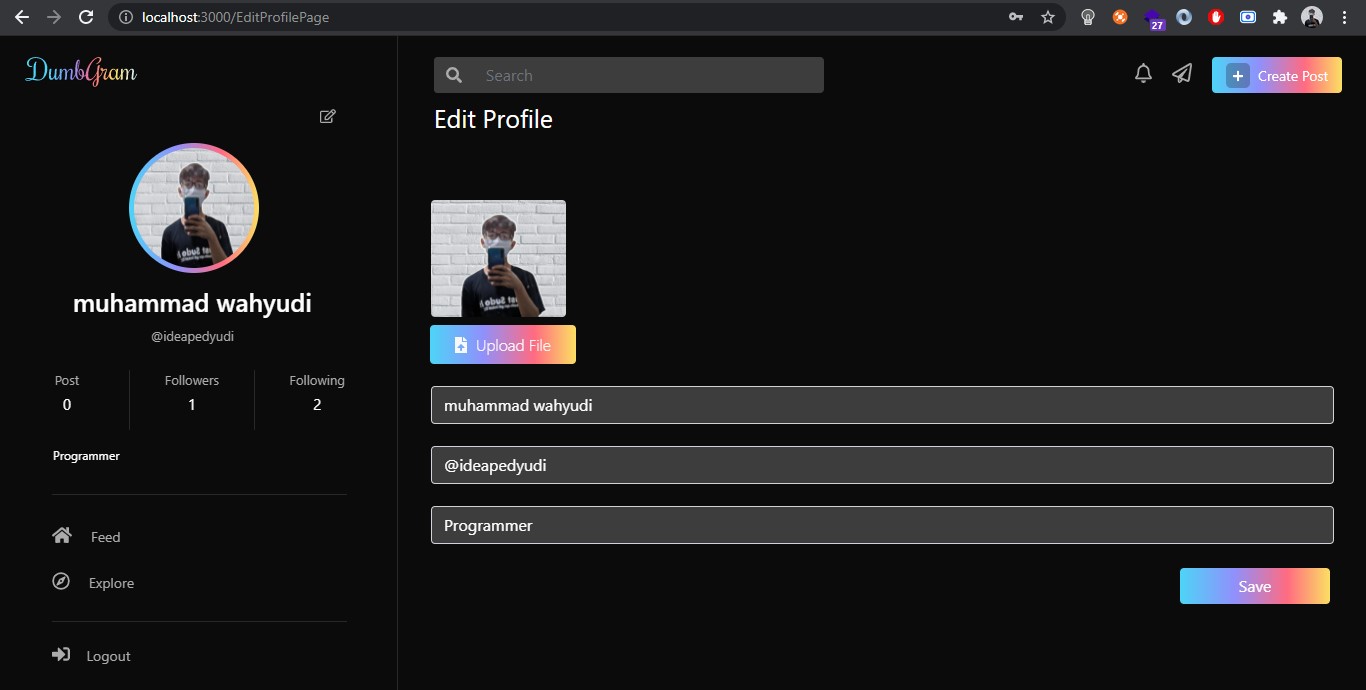 localhost:3000/EditProfilePage
27
DumbGram
Search
Create Post
Edit Profile
muhammad wahyudi
@ideapedyudi
Post
Followers
Following
0
1
2
Programmer
Feed
Explore
Logout
Upload File
muhammad wahyudi
@ideapedyudi
Programmer
Save